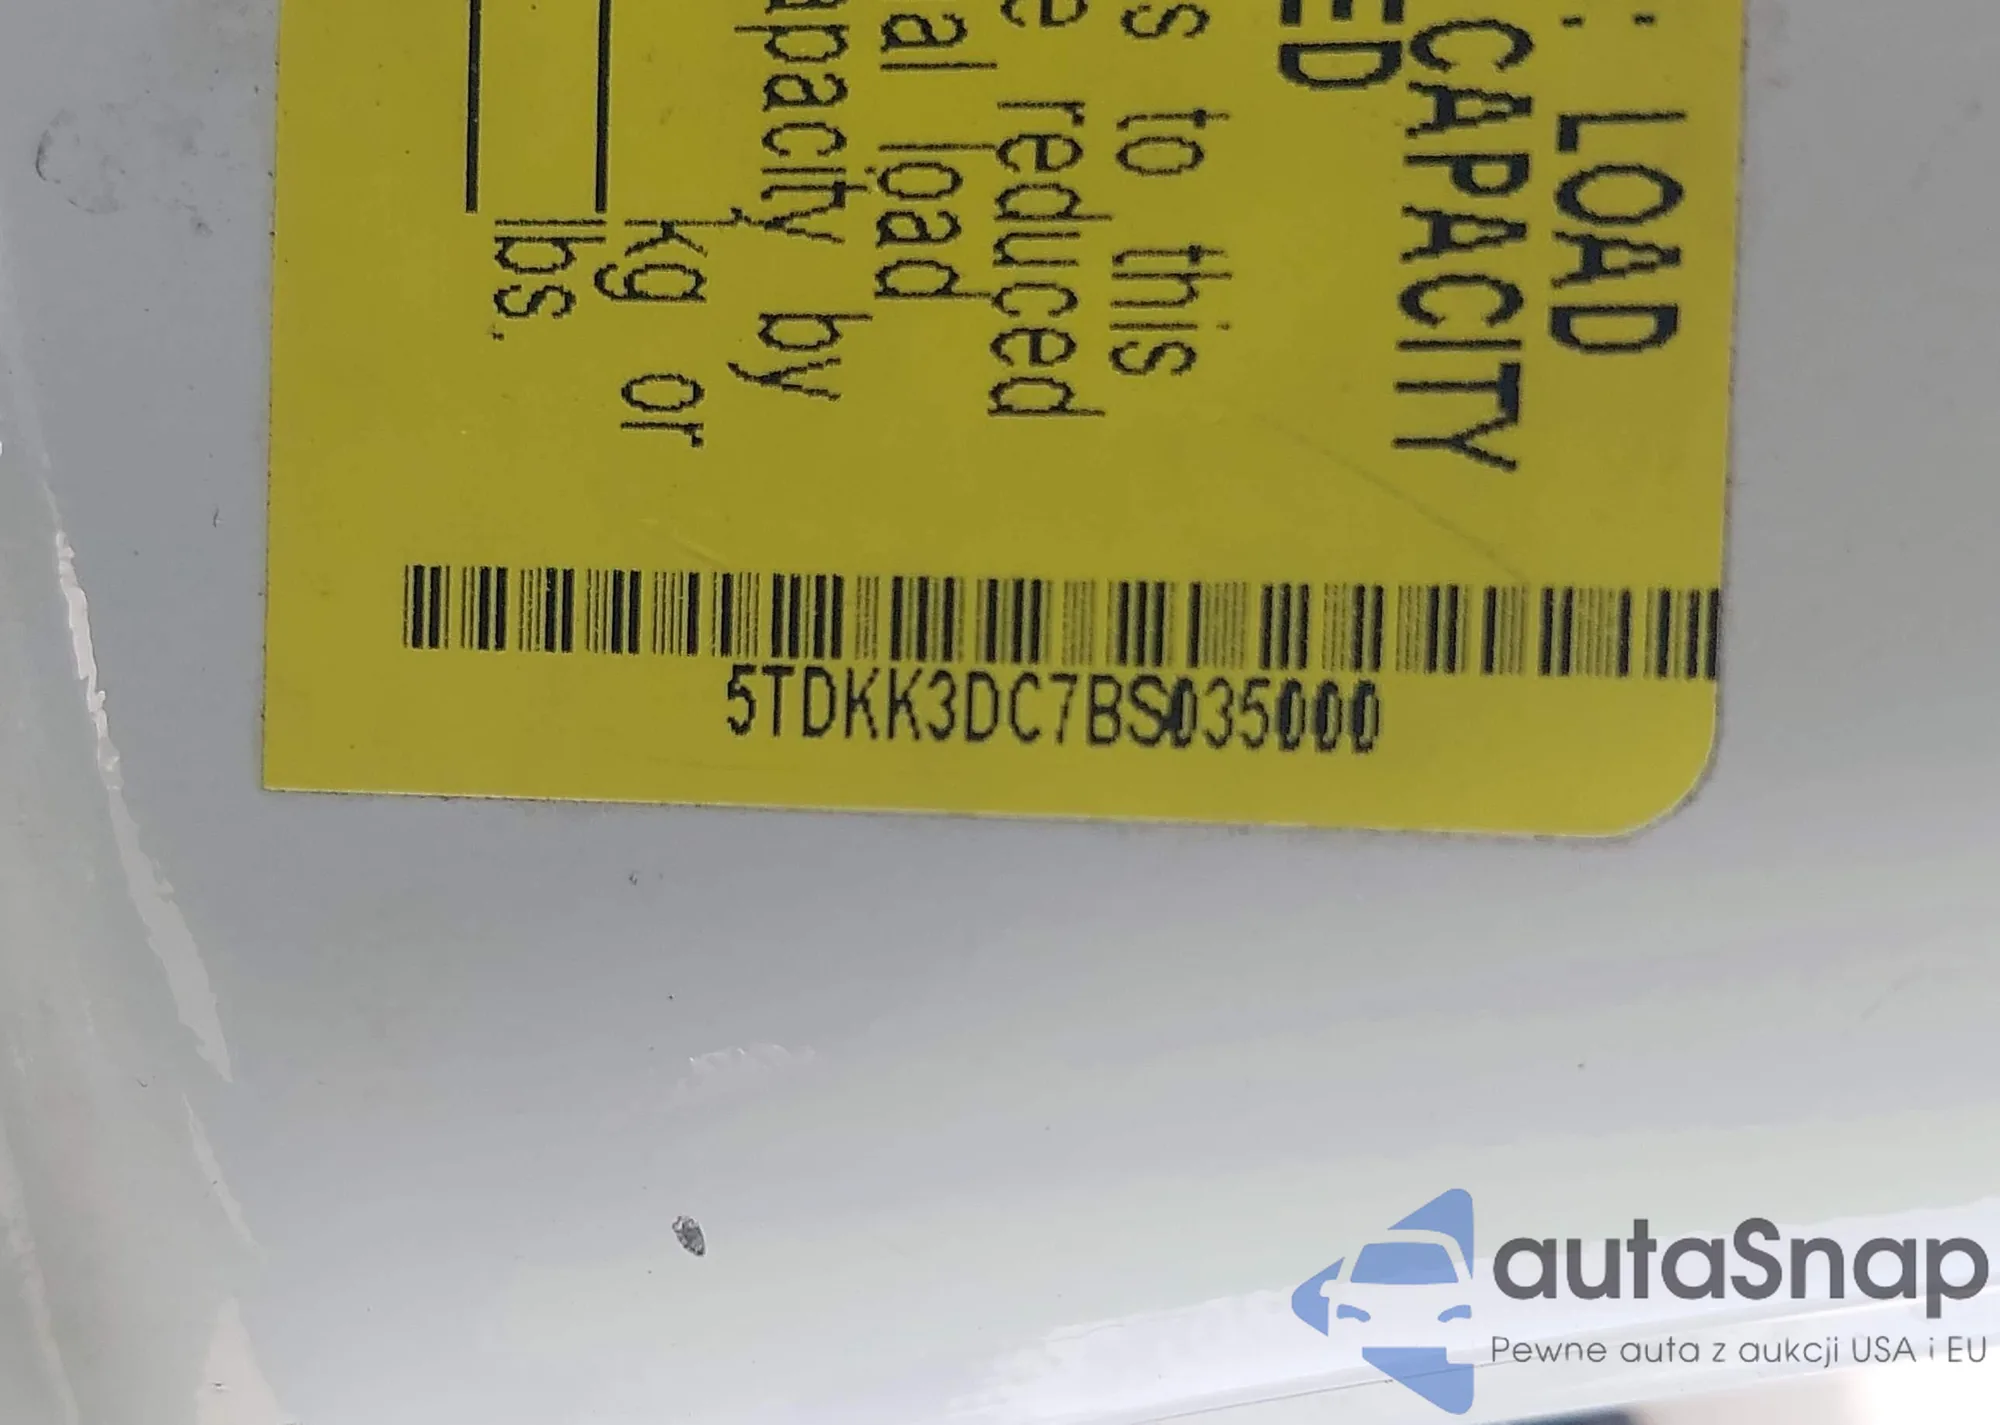 : LOAD
CAPACITY
ED
s to this
e reduced
nal load
apacity by
kg or
lbs.
5TDKK3DC7BS035000
autaSnap
Pewne auta z aukcji USA i EU